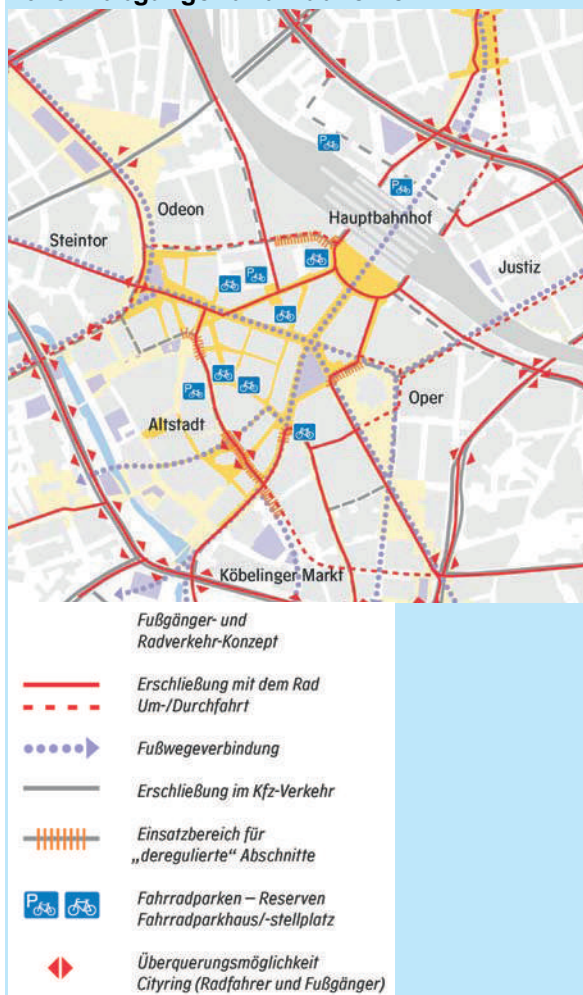 Odeon
Hauptbahnhof
Steintor
Justiz
P
P
P
P
Oper
Altstadt
Köbelinger Markt
Fußgänger- und
Radverkehr-Konzept
Erschließung mit dem Rad
Um-/Durchfahrt
Fußwegeverbindung
Erschließung im Kfz-Verkehr
Einsatzbereich für
„deregulierte“ Abschnitte
P
Fahrradparken – Reserven
Fahrradparkhaus/-stellplatz
Überquerungsmöglichkeit
Cityring (Radfahrer und Fußgänger)